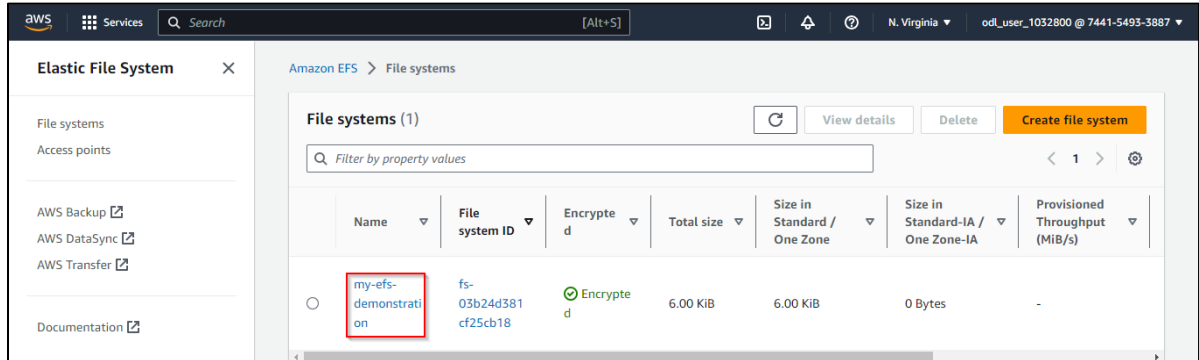 aws Services Search [Alt+S] N. Virginia odl_user_1032800 @ 7441-5493-3887
Elastic File System
File systems
Access points
AWS Backup
AWS DataSync
AWS Transfer
Documentation
Amazon EFS > File systems
File systems (1) View details Delete Create file system
Filter by property values
< 1 >
Name
File
system ID
Encrypte
d
Total size
Size in
Standard /
One Zone
Size in
Standard-IA /
One Zone-IA
Provisioned
Throughput
(MiB/s)
my-efs-
demonstrati
on
fs-
03b24d381
cf25cb18
Encrypte
d
6.00 KiB
6.00 KiB
0 Bytes
-